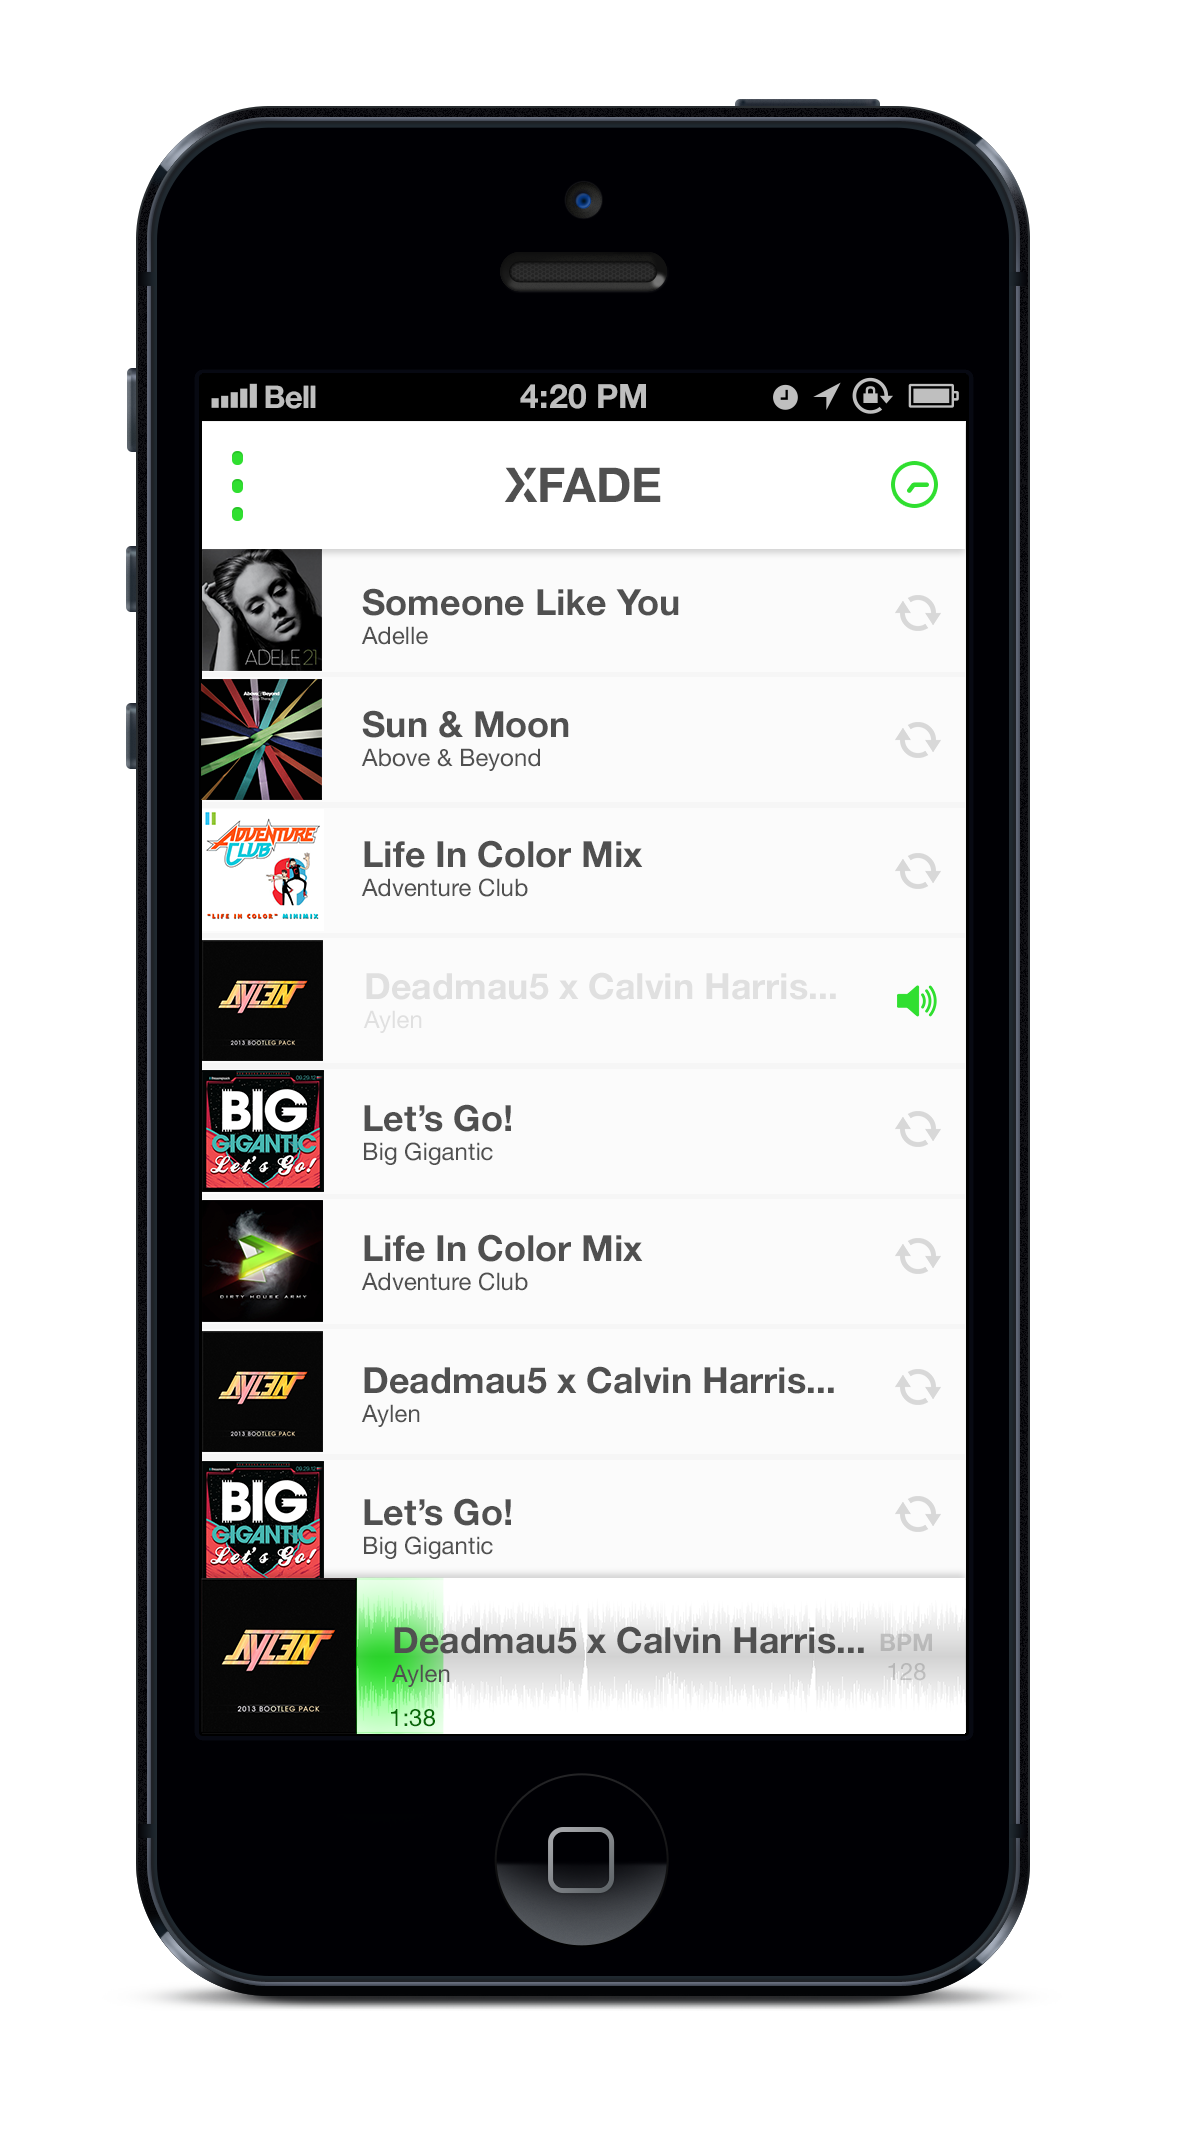 Bell 4:20 PM
XFADE
ADELE 21
Someone Like You
Adelle
Above & Beyond
Sun & Moon
Above & Beyond
ADVENTURE
CLUB
"LIFE IN COLOR" MINIMIX
Life In Color Mix
Adventure Club
AYLEN
2013 BOOTLEG PACK
Deadmau5 x Calvin Harris...
Aylen
BIG
GIGANTIC
Let's Go!
Let’s Go!
Big Gigantic
DIRTY HOUSE ARMY
Life In Color Mix
Adventure Club
AYLEN
2013 BOOTLEG PACK
Deadmau5 x Calvin Harris...
Aylen
BIG
GIGANTIC
Let's Go!
Let’s Go!
Big Gigantic
AYLEN
2013 BOOTLEG PACK
Deadmau5 x Calvin Harris...
Aylen
1:38
BPM
128